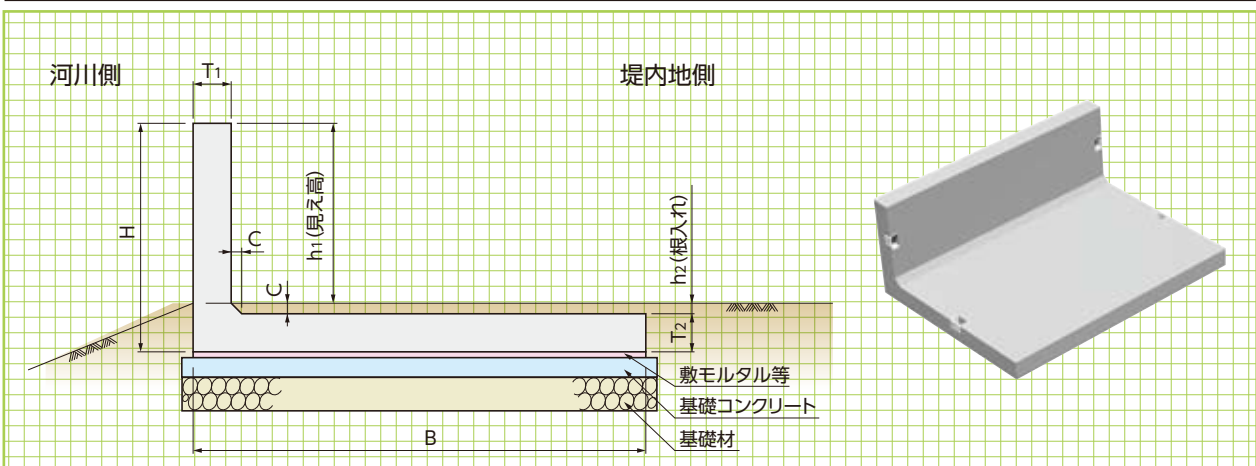 河川側
T1
堤内地側
H
h1(見え高)
C
C
h2(根入れ)
T2
敷モルタル等
基礎コンクリート
基礎材
B